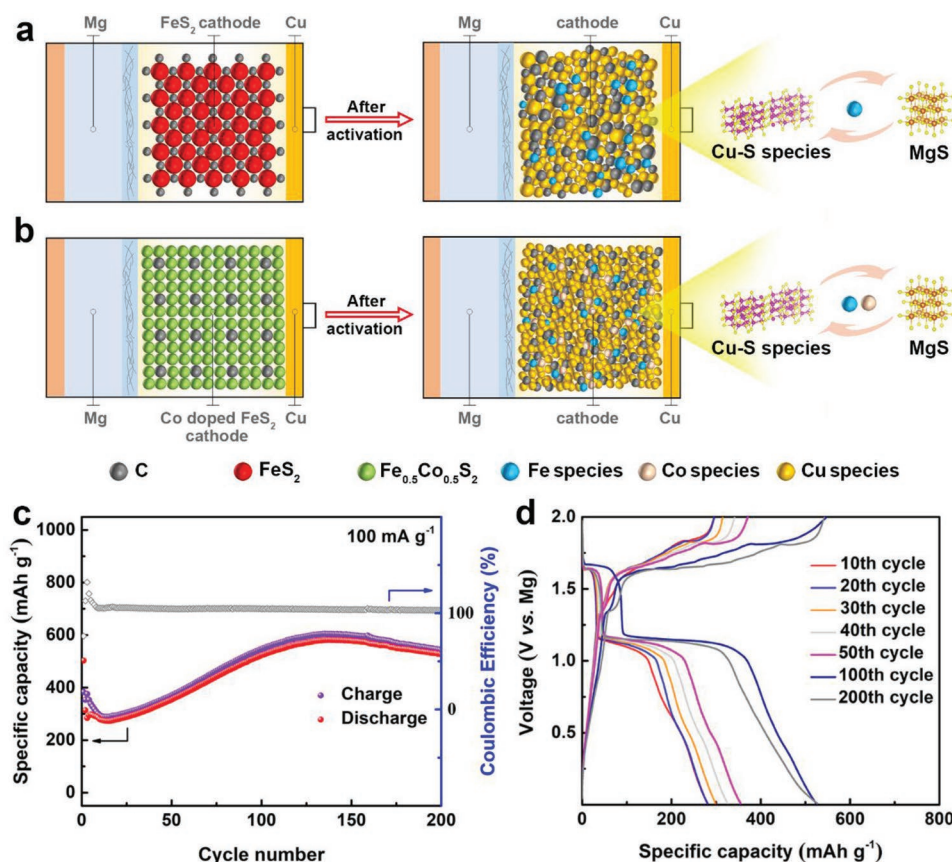 a
Mg
FeS₂ cathode
Cu
After
activation
Mg
cathode
Cu
Cu-S species
MgS
b
Mg
Co doped FeS₂
cathode
Cu
After
activation
Mg
cathode
Cu
Cu-S species
MgS
C
FeS₂
Fe₀.₅Co₀.₅S₂
Fe species
Co species
Cu species
c
100 mA g⁻¹
Specific capacity (mAh g⁻¹)
1000
800
600
400
200
0
Charge
Discharge
100
0
Coulombic Efficiency (%)
0
50
100
150
200
Cycle number
d
Voltage (V vs. Mg)
2.0
1.5
1.0
0.5
0.0
10th cycle
20th cycle
30th cycle
40th cycle
50th cycle
100th cycle
200th cycle
0
200
400
600
800
Specific capacity (mAh g⁻¹)